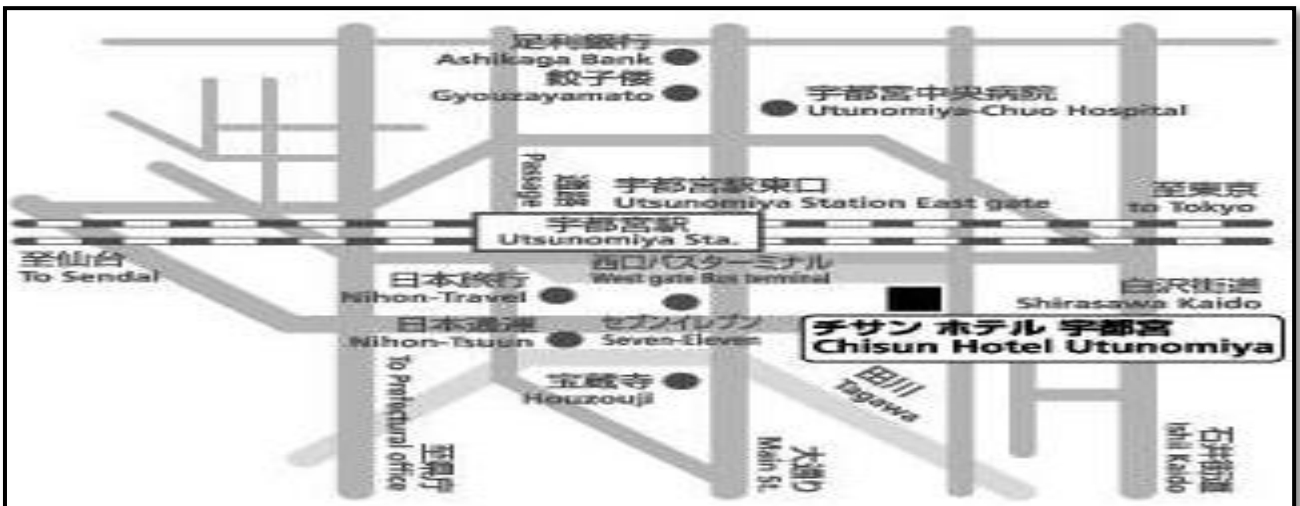 足利銀行
Ashikaga Bank
餃子楼
Gyouzayamato
宇都宮中央病院
Utunomiya-Chuo Hospital
通路
Passage
宇都宮駅東口
Utsunomiya Station East gate
至東京
to Tokyo
宇都宮駅
Utsunomiya Sta.
至仙台
To Sendai
西口バスターミナル
West gate Bus terminal
日本旅行
Nihon-Travel
白沢街道
Shirasawa Kaido
日本通運
Nihon-Tsuun
セブンイレブン
Seven-Eleven
チサン ホテル 宇都宮
Chisun Hotel Utunomiya
宝蔵寺
Houzouji
田川
Tagawa
至県庁
To Prefuctural office
大通り
Main St.
石井街道
Ishii Kaido